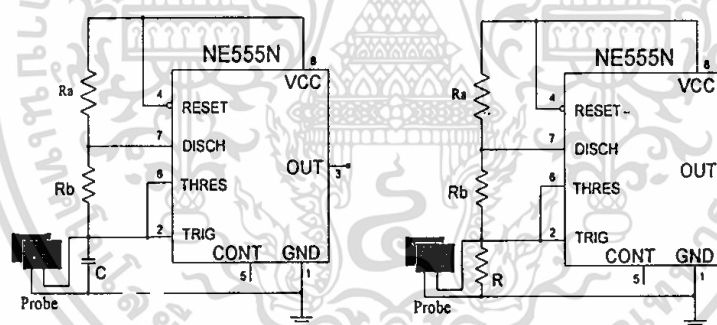 NE555N
8
VCC
Ra
4
RESET
7
DISCH
Rb
6
THRES
OUT
3
2
TRIG
CONT
GND
C
5
1
Probe
NE555N
8
VCC
Ra
4
RESET-
7
DISCH
Rb
6
THRES
OUT
2
TRIG
CONT
GND
R
5
1
Probe